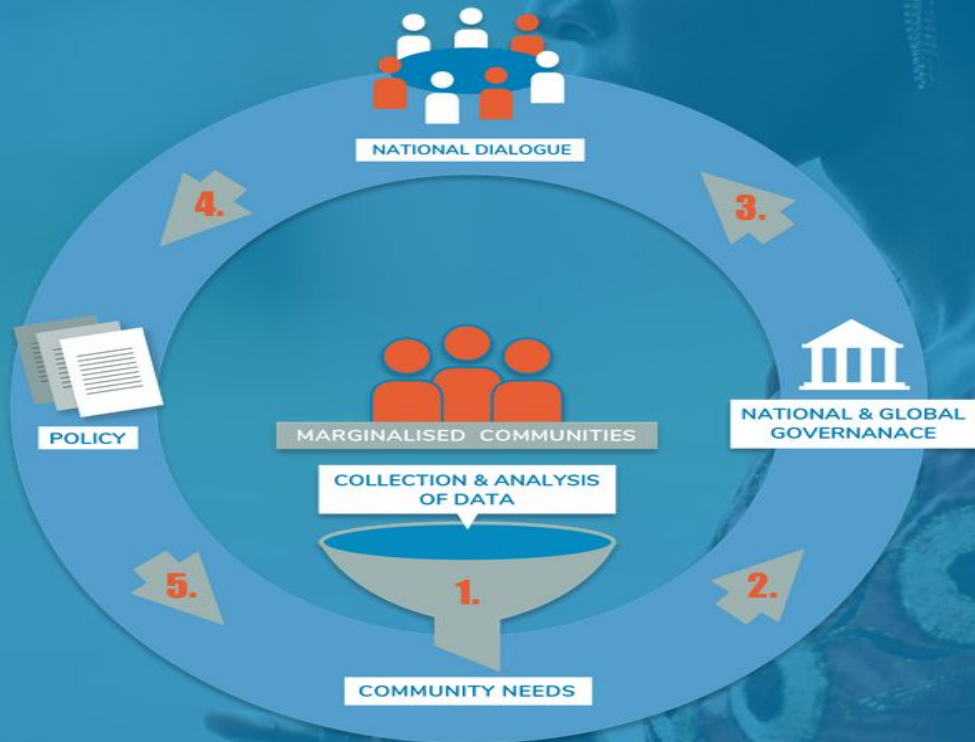 NATIONAL DIALOGUE
4.
3.
POLICY
MARGINALISED COMMUNITIES
NATIONAL & GLOBAL
GOVERNANACE
COLLECTION & ANALYSIS
OF DATA
5.
1.
2.
COMMUNITY NEEDS